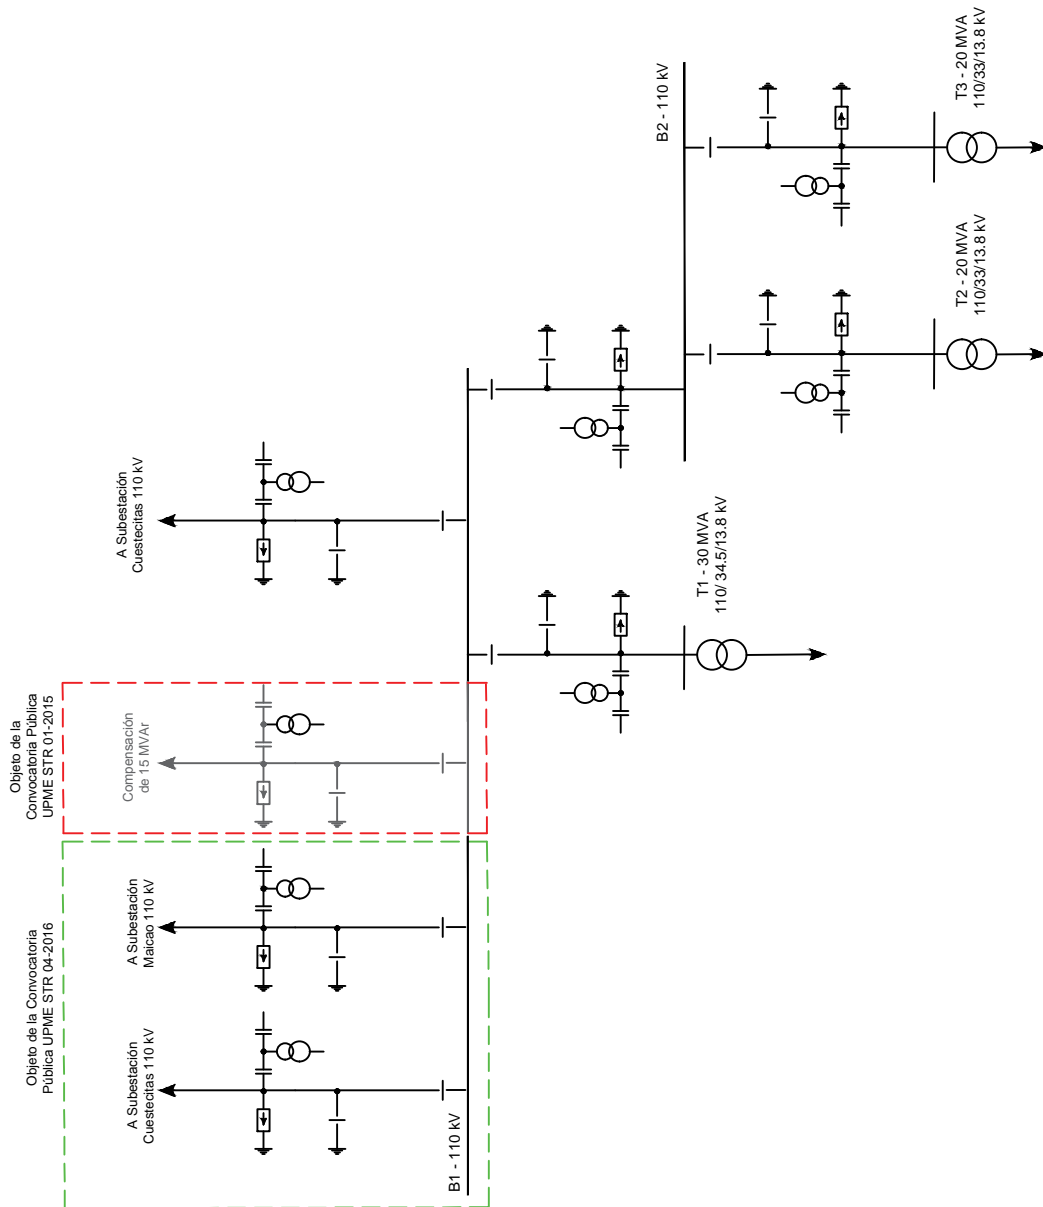 Objeto de la Convocatoria
Pública UPME STR 04-2016
Objeto de la
Convocatoria Pública
UPME STR 01-2015
A Subestación
Cuestecitas 110 kV
A Subestación
Maicao 110 kV
Compensación
de 15 MVAr
A Subestación
Cuestecitas 110 kV
B1 - 110 kV
B2 - 110 kV
T1 - 30 MVA
110/ 34.5/13.8 kV
T2 - 20 MVA
110/33/13.8 kV
T3 - 20 MVA
110/33/13.8 kV